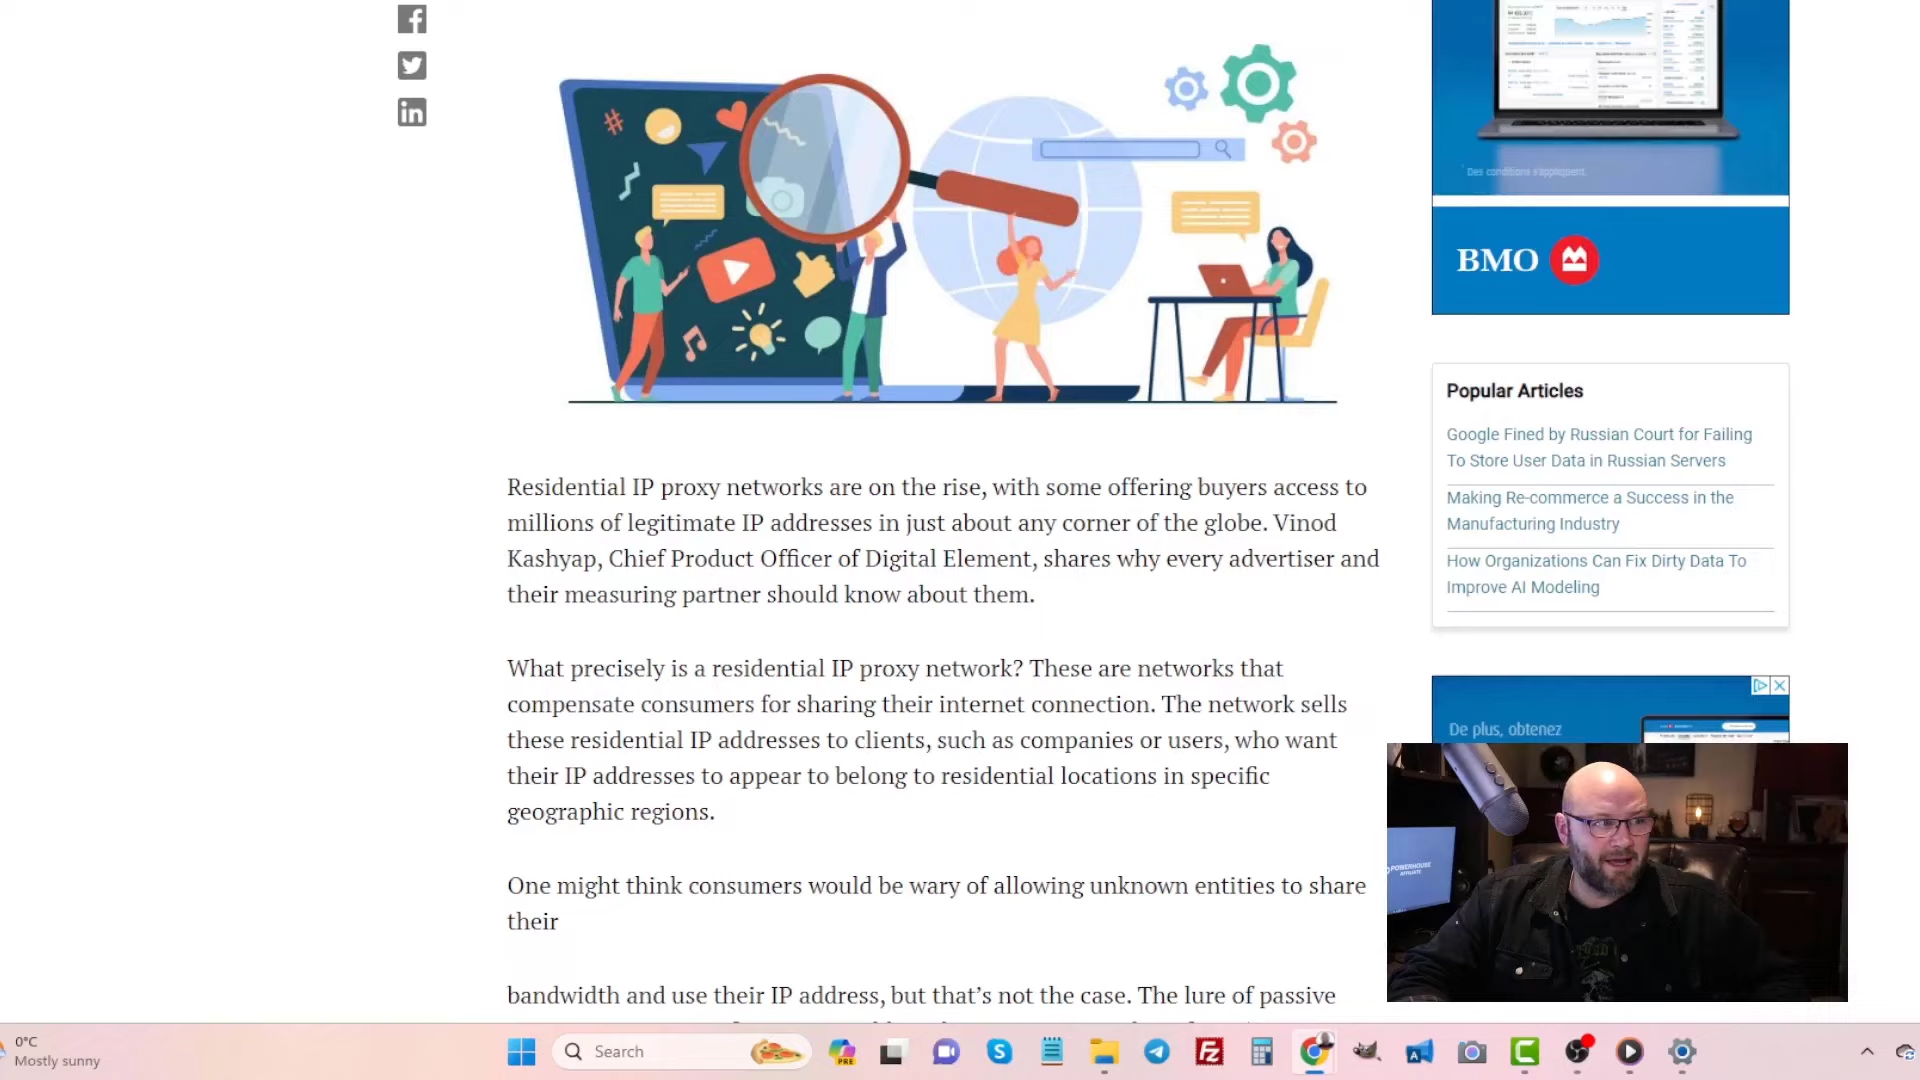 Des conditions s'appliquent.
BMO
Popular Articles
Google Fined by Russian Court for Failing
To Store User Data in Russian Servers
Making Re-commerce a Success in the
Manufacturing Industry
How Organizations Can Fix Dirty Data To
Improve AI Modeling
De plus, obtenez
Residential IP proxy networks are on the rise, with some offering buyers access to
millions of legitimate IP addresses in just about any corner of the globe. Vinod
Kashyap, Chief Product Officer of Digital Element, shares why every advertiser and
their measuring partner should know about them.
What precisely is a residential IP proxy network? These are networks that
compensate consumers for sharing their internet connection. The network sells
these residential IP addresses to clients, such as companies or users, who want
their IP addresses to appear to belong to residential locations in specific
geographic regions.
One might think consumers would be wary of allowing unknown entities to share
their
bandwidth and use their IP address, but that's not the case. The lure of passive
POWERHOUSE
AFFILIATE
0°C
Mostly sunny
Search
PRE